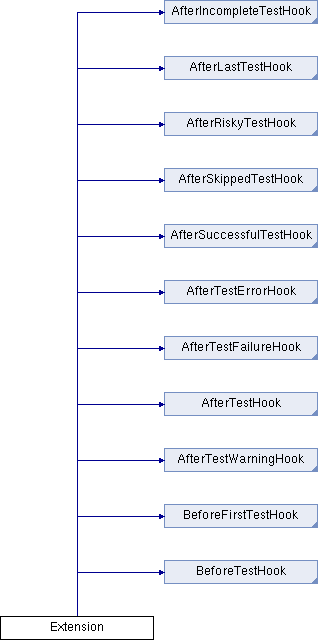 AfterIncompleteTestHook
AfterLastTestHook
AfterRiskyTestHook
AfterSkippedTestHook
AfterSuccessfulTestHook
AfterTestErrorHook
AfterTestFailureHook
AfterTestHook
AfterTestWarningHook
BeforeFirstTestHook
BeforeTestHook
Extension